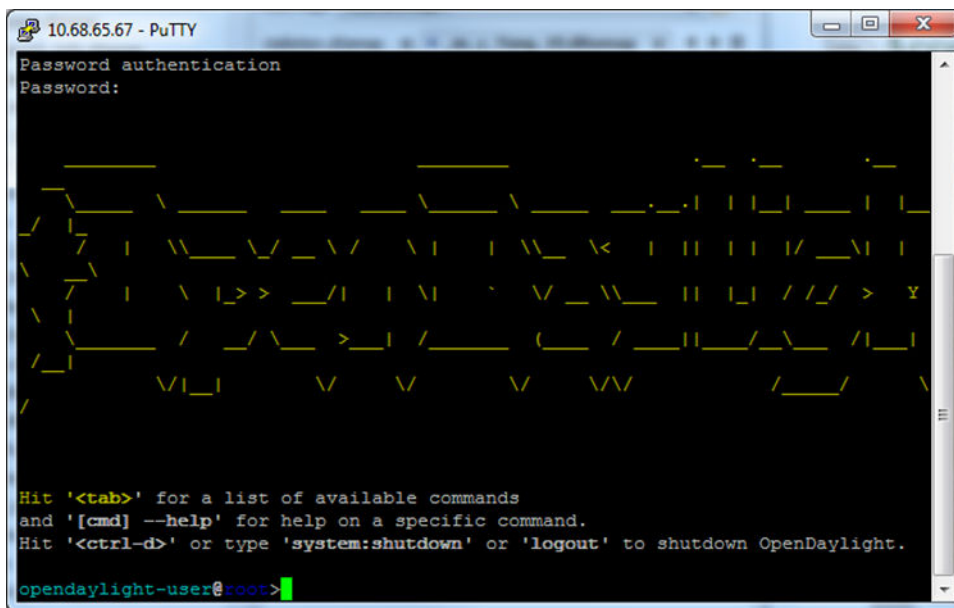 10.68.65.67 - PuTTY
Password authentication
Password:
Hit '<tab>' for a list of available commands
and '[cmd] --help' for help on a specific command.
Hit '<ctrl-d>' or type 'system:shutdown' or 'logout' to shutdown OpenDaylight.
opendaylight-user@root>